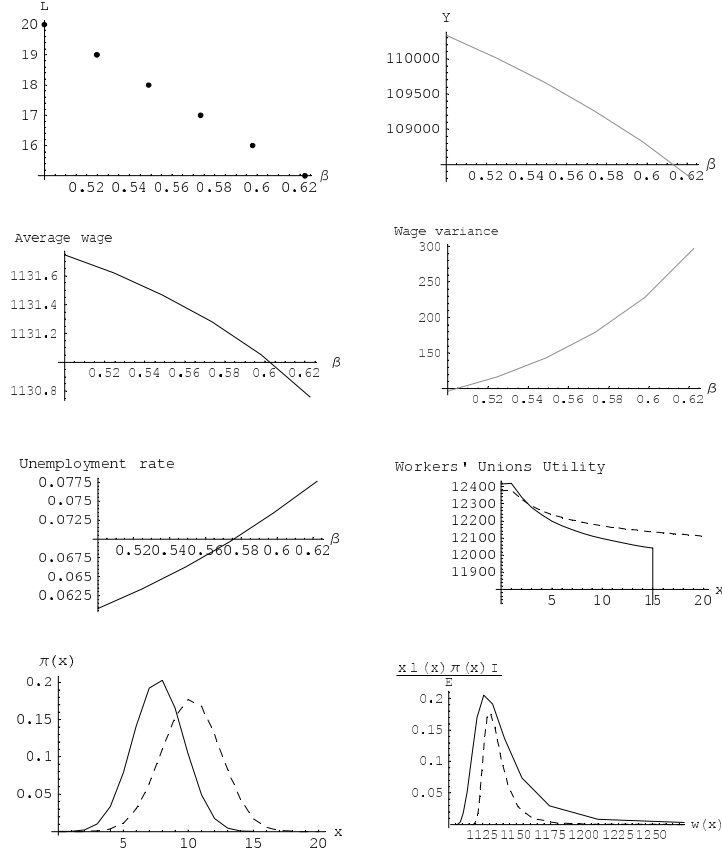 L
20
19
18
17
16
0.52 0.54 0.56 0.58 0.6 0.62 β
Y
110000
109500
109000
0.52 0.54 0.56 0.58 0.6 0.62 β
Average wage
1131.6
1131.4
1131.2
1130.8
0.52 0.54 0.56 0.58 0.6 0.62 β
Wage variance
300
250
200
150
0.52 0.54 0.56 0.58 0.6 0.62 β
Unemployment rate
0.0775
0.075
0.0725
0.0675
0.065
0.0625
0.52 0.54 0.56 0.58 0.6 0.62 β
Workers' Unions Utility
12400
12300
12200
12100
12000
11900
5 10 15 20 x
π(x)
0.2
0.15
0.1
0.05
5 10 15 20 x
x l (x) π (x) I
E
0.2
0.15
0.1
0.05
1125 1150 1175 1200 1225 1250 w(x)